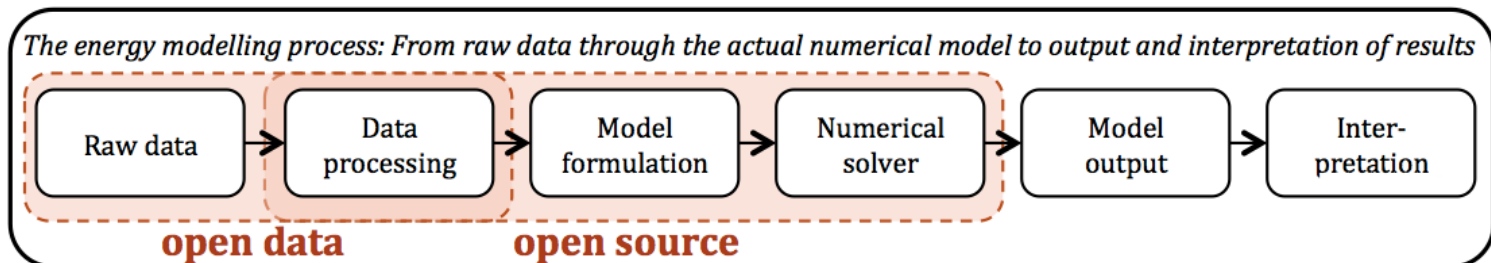 The energy modelling process: From raw data through the actual numerical model to output and interpretation of results
Raw data
Data
processing
Model
formulation
Numerical
solver
Model
output
Inter-
pretation
open data
open source